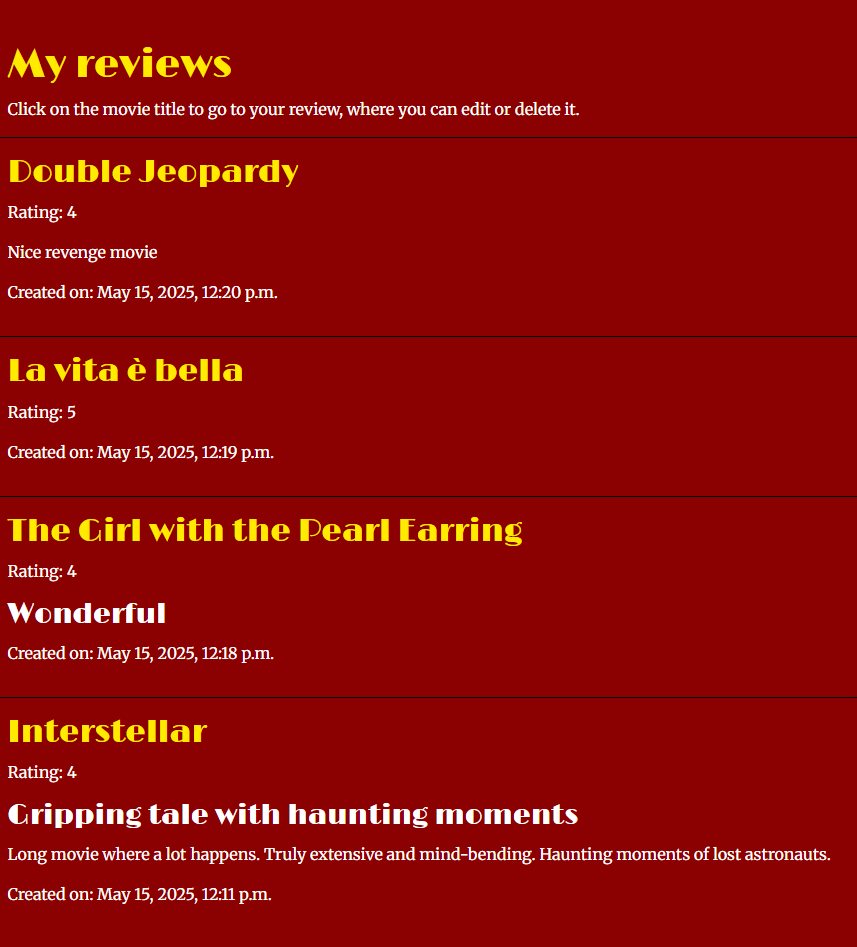 My reviews
Click on the movie title to go to your review, where you can edit or delete it.
Double Jeopardy
Rating: 4
Nice revenge movie
Created on: May 15, 2025, 12:20 p.m.
La vita è bella
Rating: 5
Created on: May 15, 2025, 12:19 p.m.
The Girl with the Pearl Earring
Rating: 4
Wonderful
Created on: May 15, 2025, 12:18 p.m.
Interstellar
Rating: 4
Gripping tale with haunting moments
Long movie where a lot happens. Truly extensive and mind-bending. Haunting moments of lost astronauts.
Created on: May 15, 2025, 12:11 p.m.